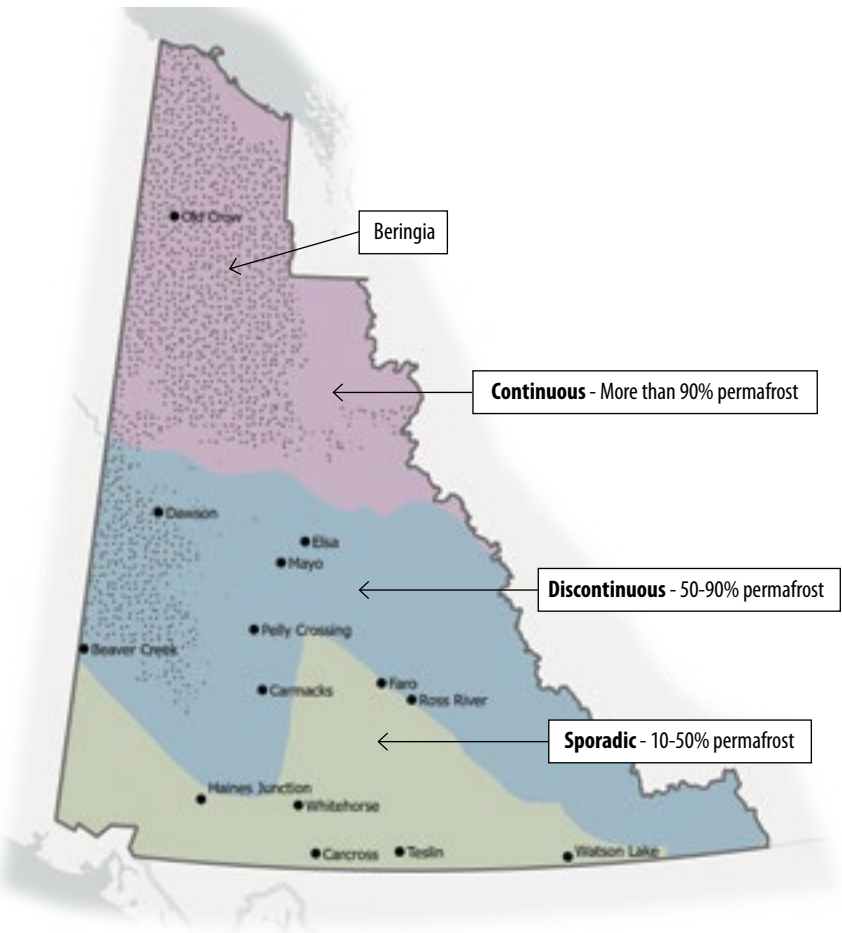 Old Crow
Beringia
Continuous - More than 90% permafrost
Dawson
Elsa
Mayo
Discontinuous - 50-90% permafrost
Pelly Crossing
Beaver Creek
Faro
Carmacks
Ross River
Sporadic - 10-50% permafrost
Haines Junction
Whitehorse
Carcross
Teslin
Watson Lake